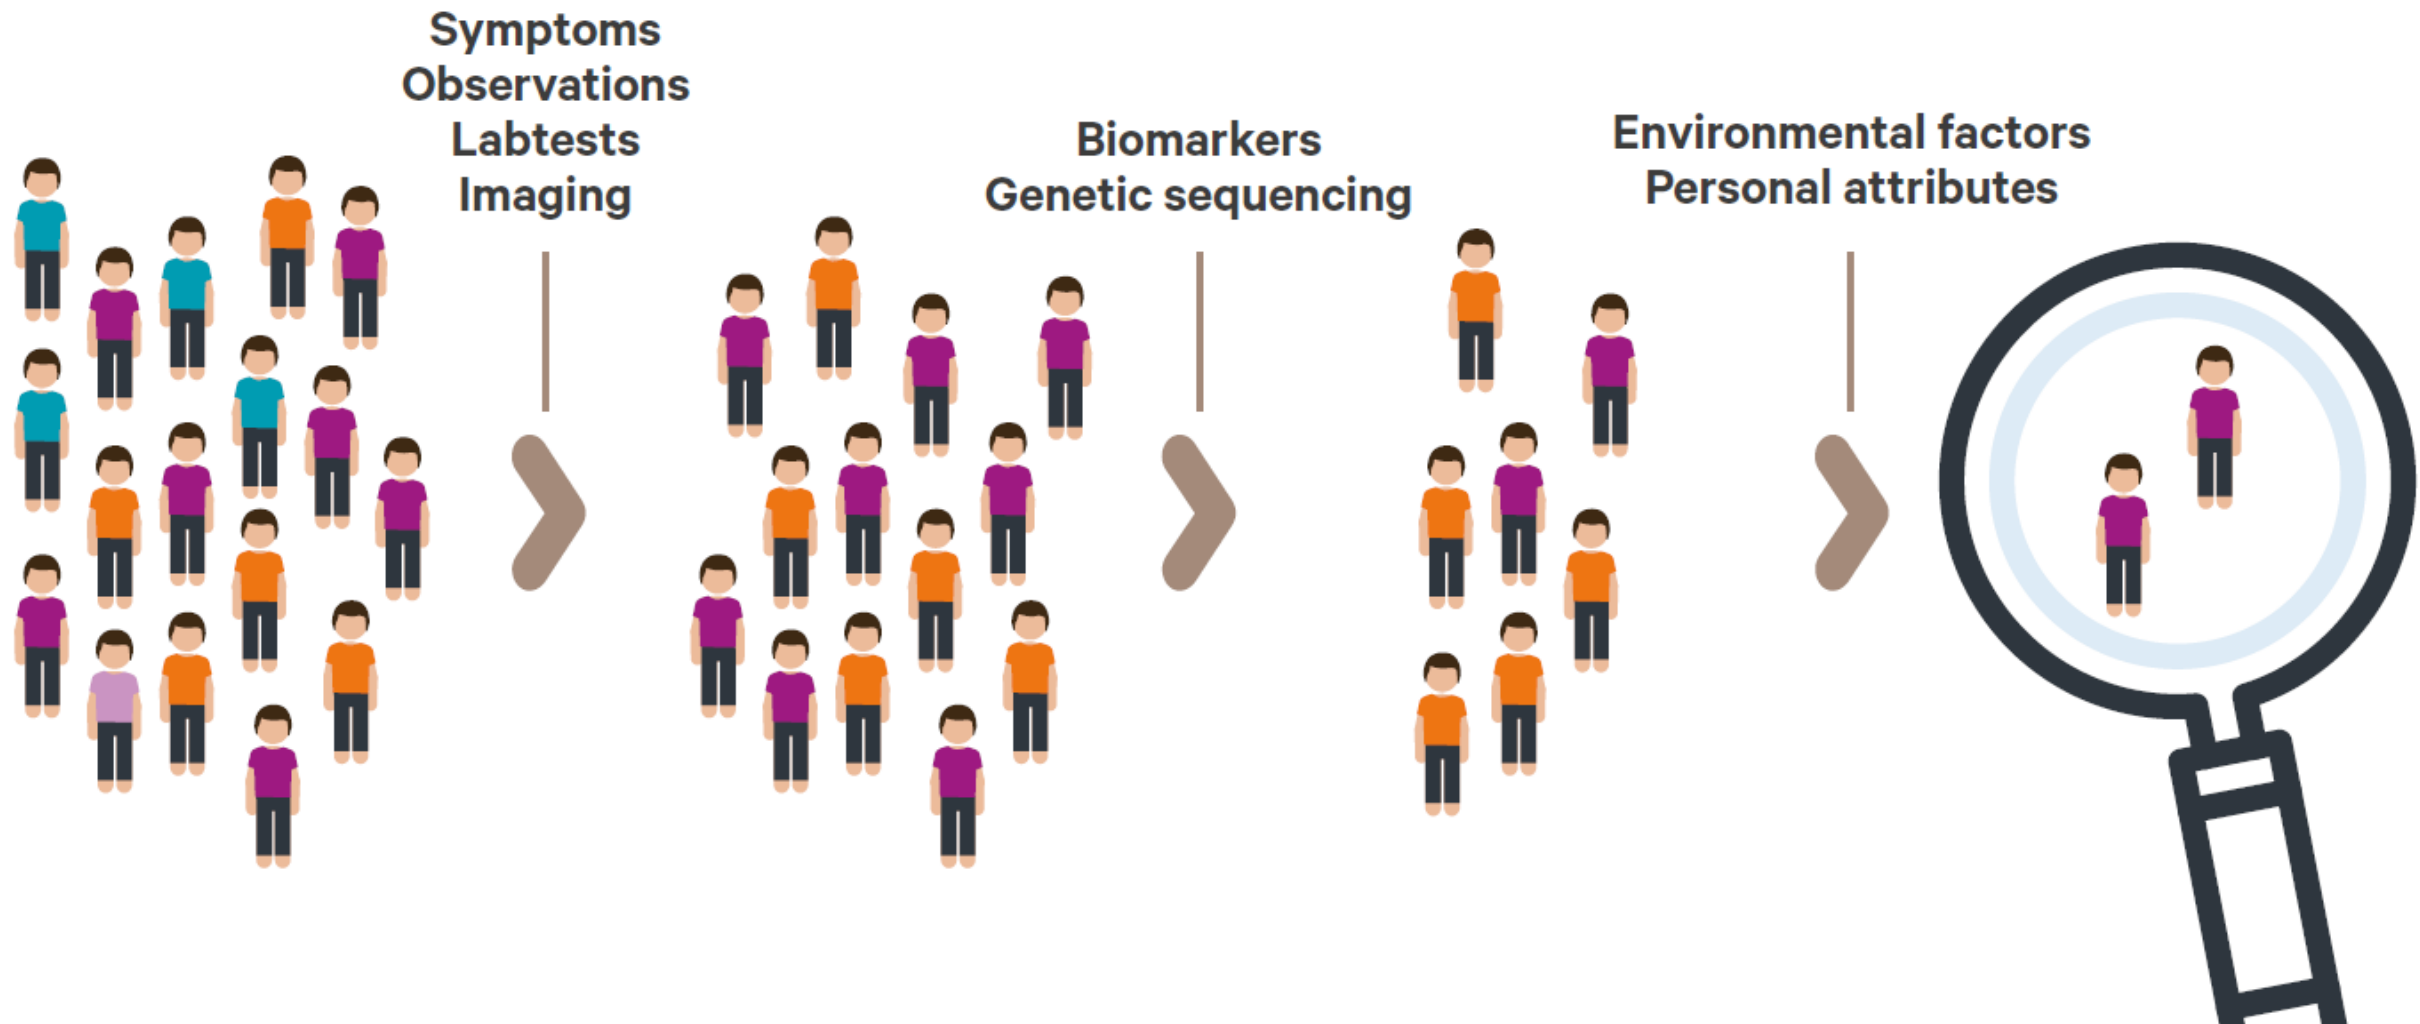 Symptoms
Observations
Labtests
Imaging
Biomarkers
Genetic sequencing
Environmental factors
Personal attributes